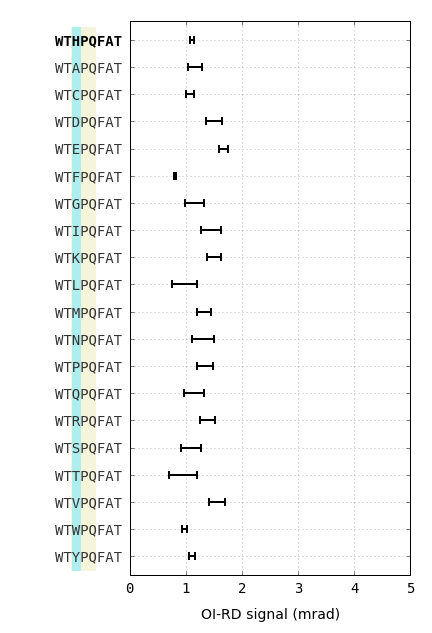 WTHPQFAT
WTAPQFAT
WTCPQFAT
WTDPQFAT
WTEPQFAT
WTFPQFAT
WTGPQFAT
WTIPQFAT
WTKPQFAT
WTLPQFAT
WTMPQFAT
WTNPQFAT
WTPPQFAT
WTQPQFAT
WTRPQFAT
WTSPQFAT
WTTPQFAT
WTVPQFAT
WTWPQFAT
WTYPQFAT
0 1 2 3 4 5
OI-RD signal (mrad)